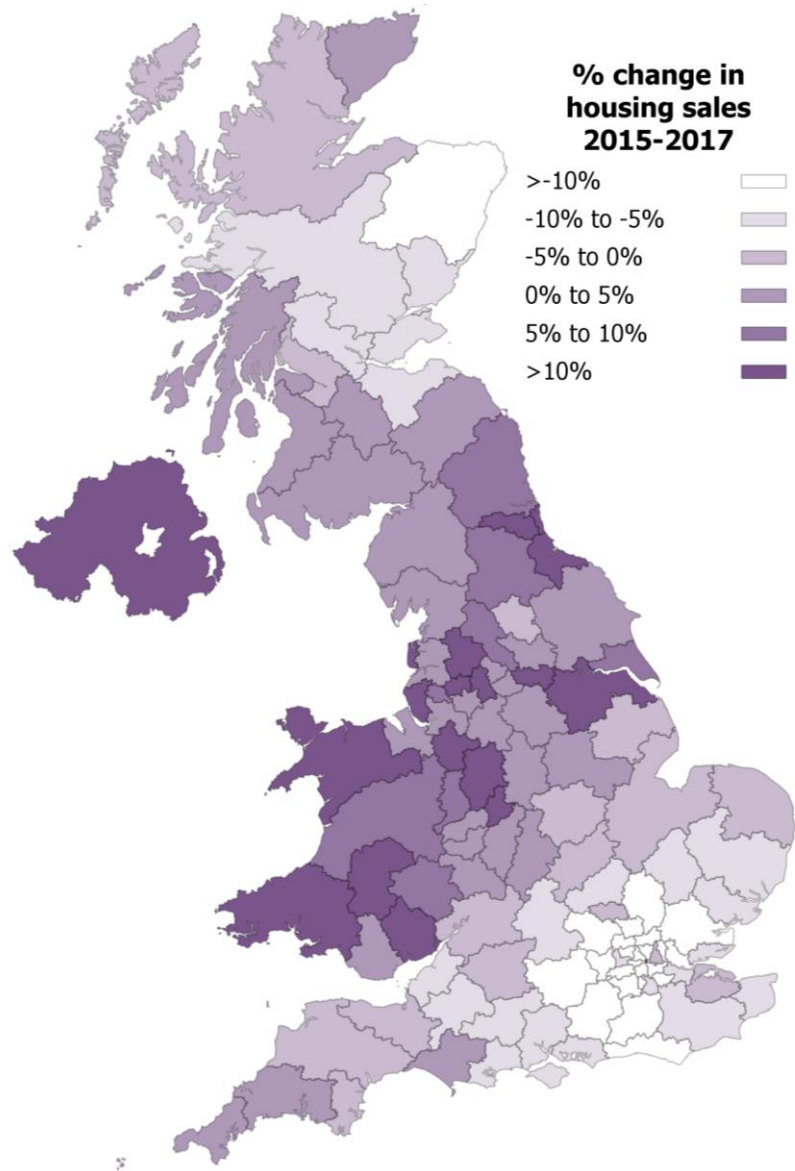 % change in
housing sales
2015-2017
>-10%
-10% to -5%
-5% to 0%
0% to 5%
5% to 10%
>10%